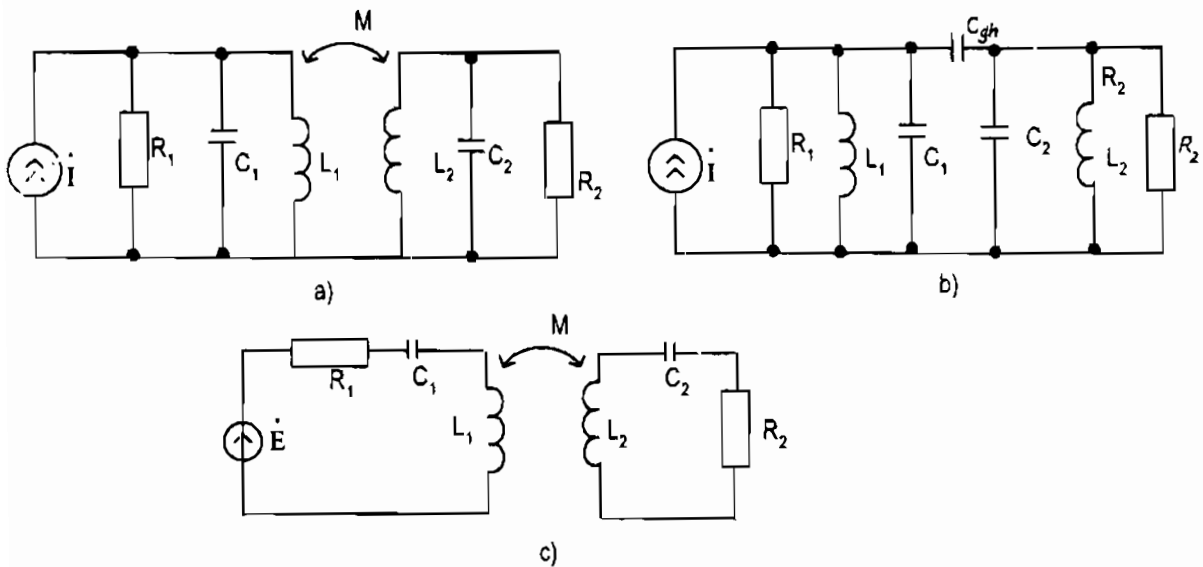 M
R₁
C₁
L₁
L₂
C₂
R₂
İ
a)
C_gh
R₁
L₁
C₁
C₂
R₂
L₂
R₂
İ
b)
M
R₁
C₁
L₁
L₂
C₂
R₂
Ė
c)